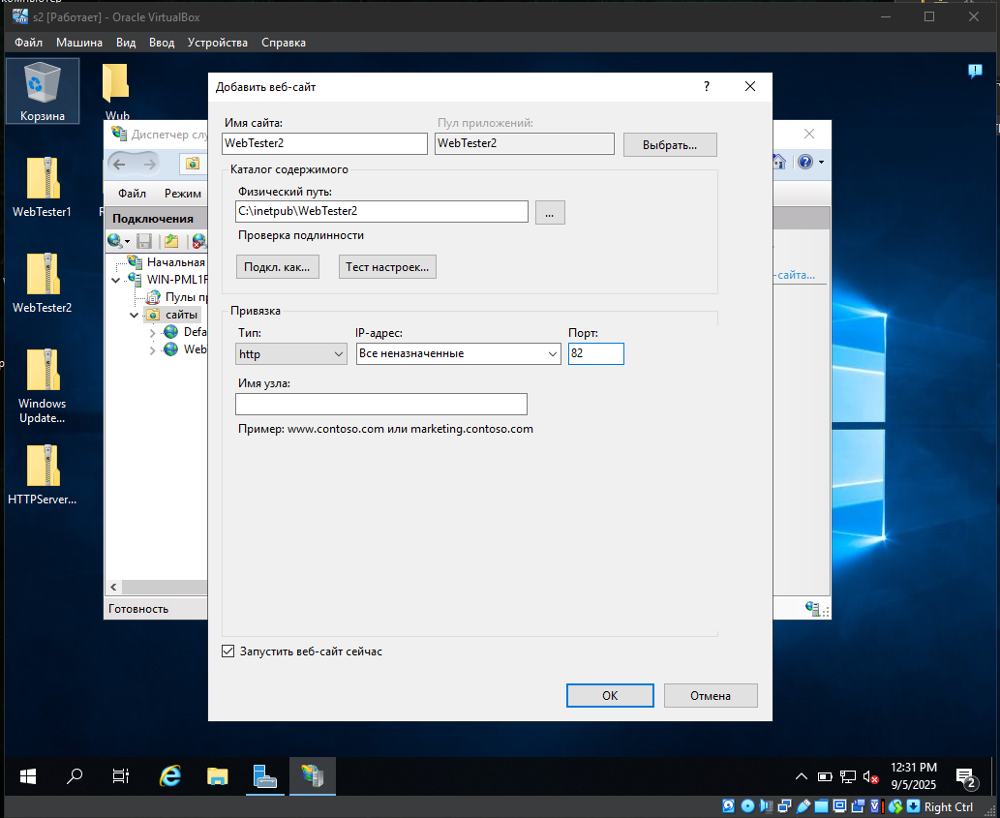 s2 [Работает] - Oracle VirtualBox
Файл Машина Вид Ввод Устройства Справка
Корзина
Wub
WebTester1
WebTester2
Windows
Update...
HTTPServer...
Диспетчер слу
Файл Режим
Подключения
Начальная
WIN-PML1F
Пулы пр
сайты
Defa
Web
-сайта...
Готовность
Добавить веб-сайт
?
Имя сайта:
Пул приложений:
WebTester2
WebTester2
Выбрать...
Каталог содержимого
Физический путь:
C:\inetpub\WebTester2
...
Проверка подлинности
Подкл. как...
Тест настроек...
Привязка
Тип:
IP-адрес:
Порт:
http
Все неназначенные
82
Имя узла:
Пример: www.contoso.com или marketing.contoso.com
Запустить веб-сайт сейчас
OK
Отмена
12:31 PM
9/5/2025
2
Right Ctrl